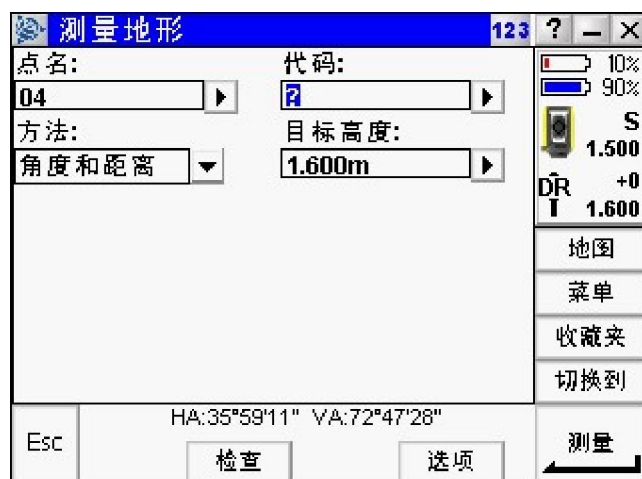 测量地形 123 ? — ×
点名: 代码:
04 ?
方法: 目标高度:
角度和距离 1.600m
10%
90%
S
1.500
DR +0
T 1.600
地图
菜单
收藏夹
切换到
HA:35°59'11" VA:72°47'28"
Esc 检查 选项 测量